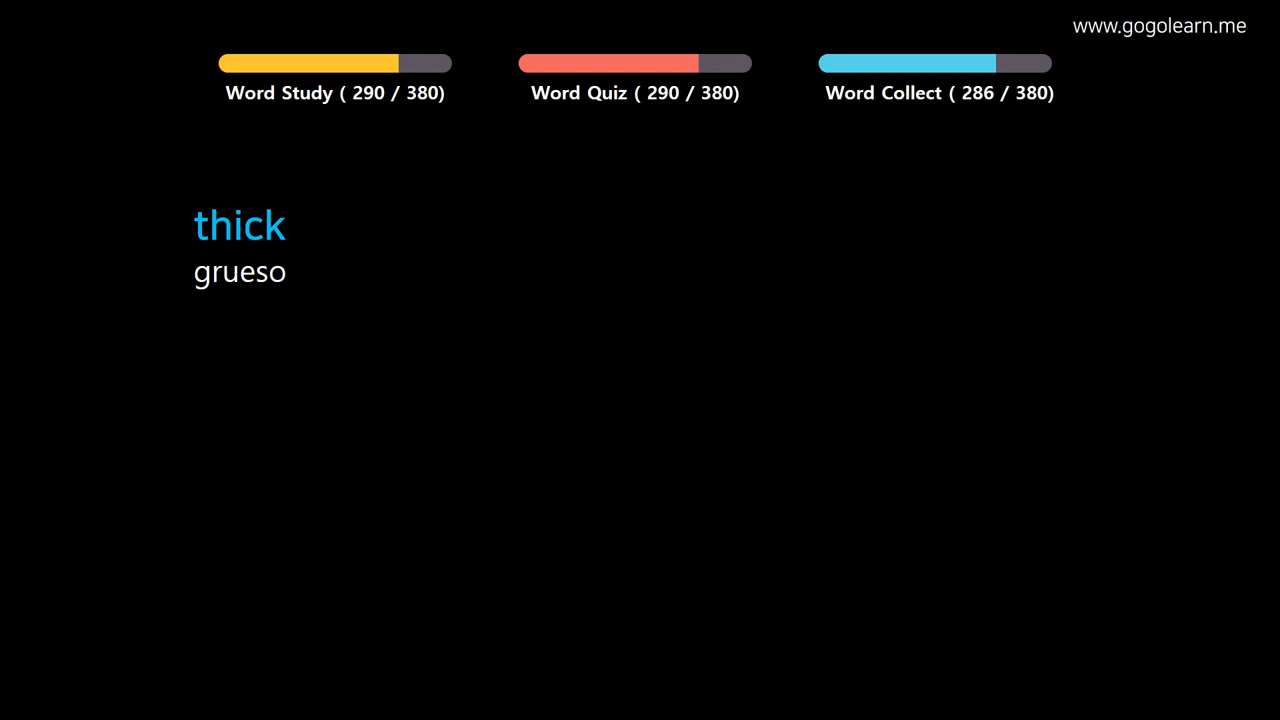 www.gogolearn.me
Word Study ( 290 / 380)
Word Quiz ( 290 / 380)
Word Collect ( 286 / 380)
thick
grueso